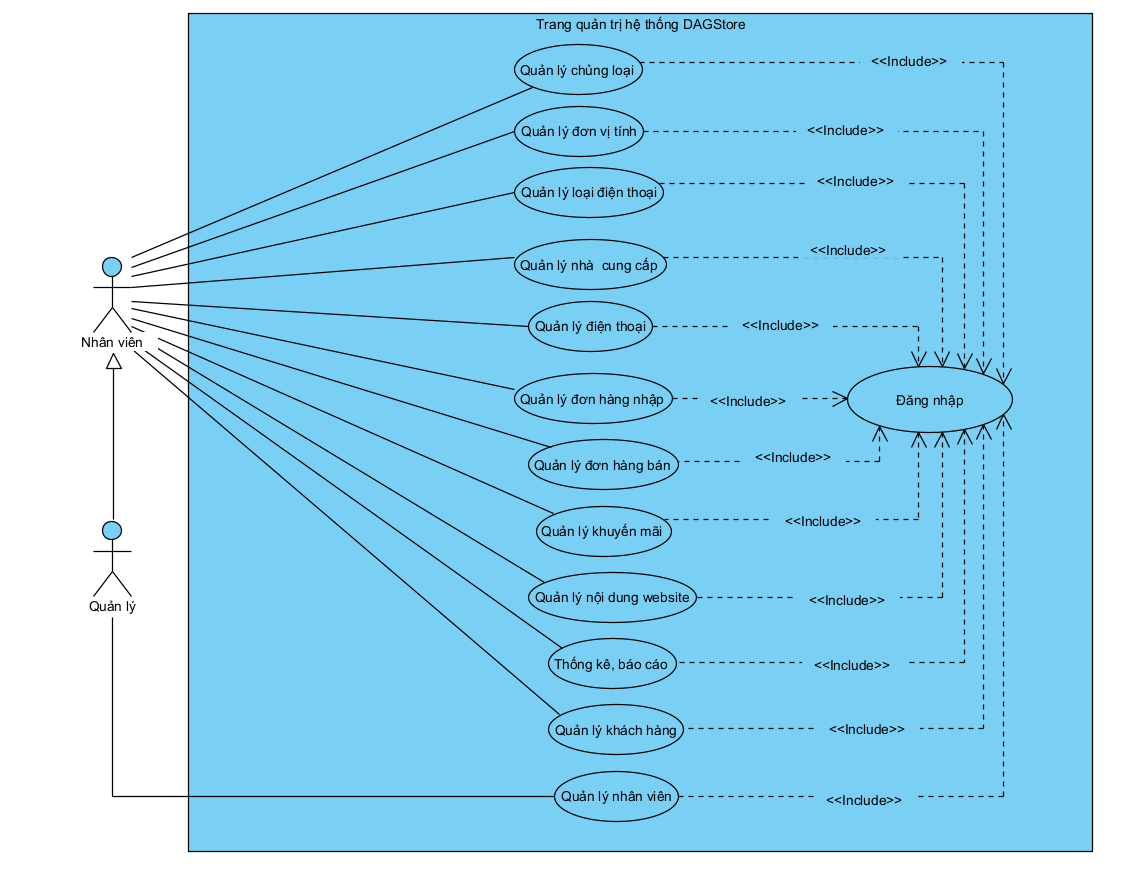 Trang quản trị hệ thống DAGStore
Quản lý chủng loại
<<Include>>
Quản lý đơn vị tính
<<Include>>
Quản lý loại điện thoại
<<Include>>
Quản lý nhà  cung cấp
<<Include>>
Quản lý điện thoại
<<Include>>
Nhân viên
Quản lý đơn hàng nhập
<<Include>>
Đăng nhập
Quản lý đơn hàng bán
<<Include>>
Quản lý khuyến mãi
<<Include>>
Quản lý nội dung website
<<Include>>
Quản lý
Thống kê, báo cáo
<<Include>>
Quản lý khách hàng
<<Include>>
Quản lý nhân viên
<<Include>>